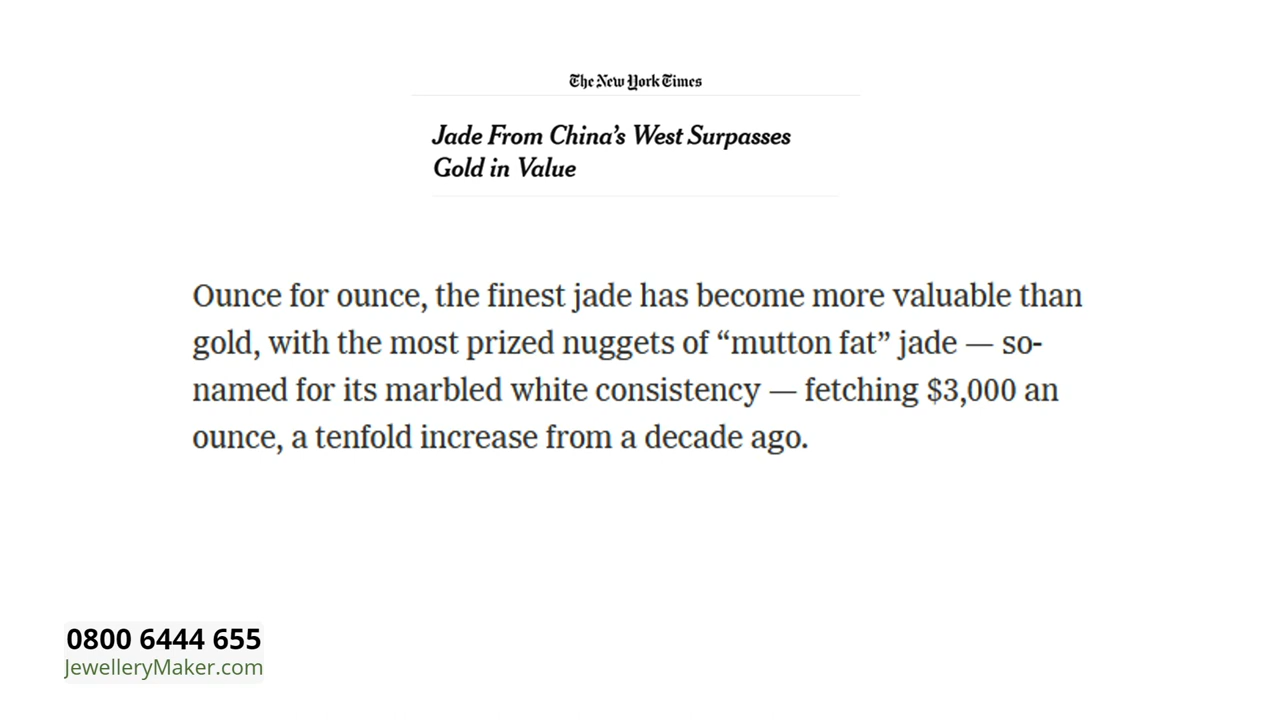 The New York Times
Jade From China’s West Surpasses
Gold in Value
Ounce for ounce, the finest jade has become more valuable than
gold, with the most prized nuggets of “mutton fat” jade — so-
named for its marbled white consistency — fetching $3,000 an
ounce, a tenfold increase from a decade ago.
0800 6444 655
JewelleryMaker.com